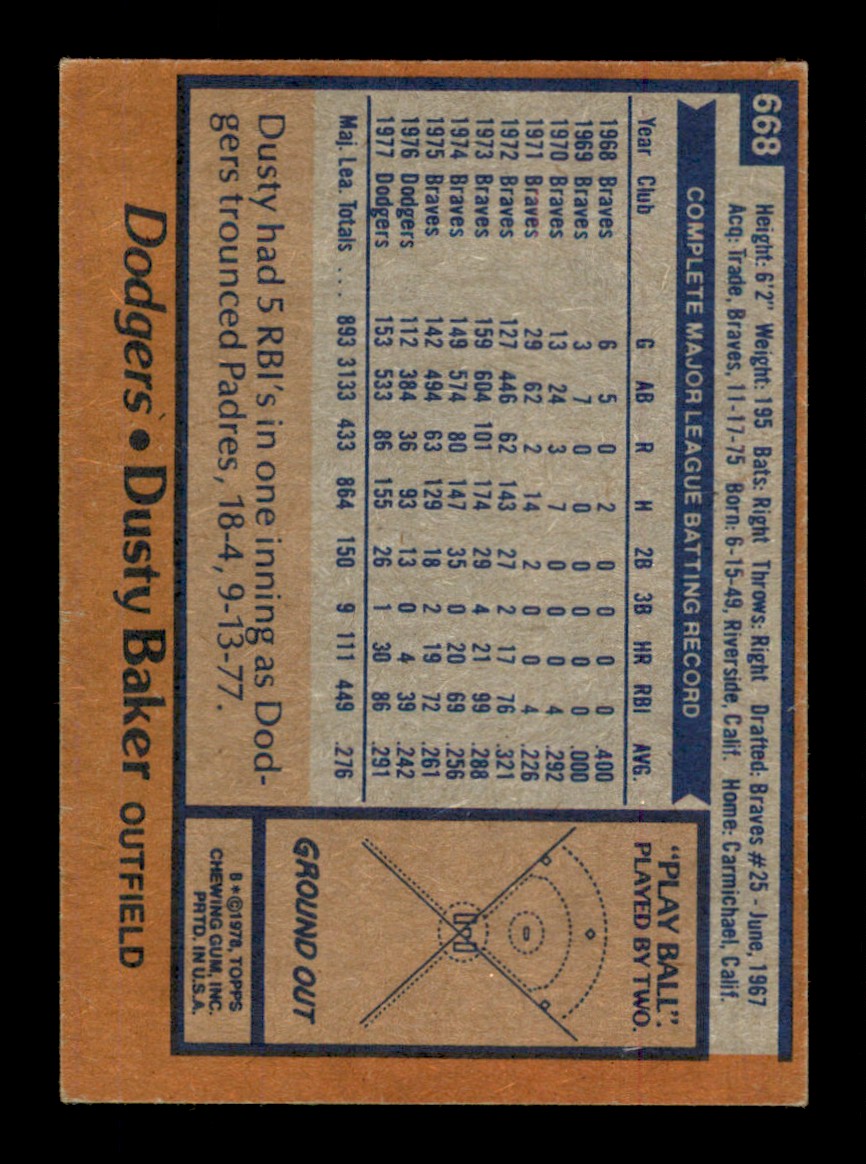 668
Height: 6'2" Weight: 195 Bats: Right Throws: Right Drafted: Braves #25 - June, 1967
Acq: Trade, Braves, 11-17-75 Born: 6-15-49, Riverside, Calif. Home: Carmichael, Calif.
COMPLETE MAJOR LEAGUE BATTING RECORD
Year Club G AB R H 2B 3B HR RBI AVG.
1968 Braves 6 5 0 2 0 0 0 0 .400
1969 Braves 3 7 0 0 0 0 0 0 .000
1970 Braves 13 24 3 7 0 0 0 4 .292
1971 Braves 29 62 2 14 2 0 0 4 .226
1972 Braves 127 446 62 143 27 2 17 76 .321
1973 Braves 159 604 101 174 29 4 21 99 .288
1974 Braves 149 574 80 147 35 0 20 69 .256
1975 Braves 142 494 63 129 18 2 19 72 .261
1976 Dodgers 112 384 36 93 13 0 4 39 .242
1977 Dodgers 153 533 86 155 26 1 30 86 .291
Maj. Lea. Totals .... 893 3133 433 864 150 9 111 449 .276
Dusty had 5 RBI's in one inning as Dod-
gers trounced Padres, 18-4, 9-13-77.
"PLAY BALL".
PLAYED BY TWO.
GROUND OUT
B*©1978, TOPPS
CHEWING GUM, INC.
PRTD. IN U.S.A.
Dodgers • Dusty Baker OUTFIELD